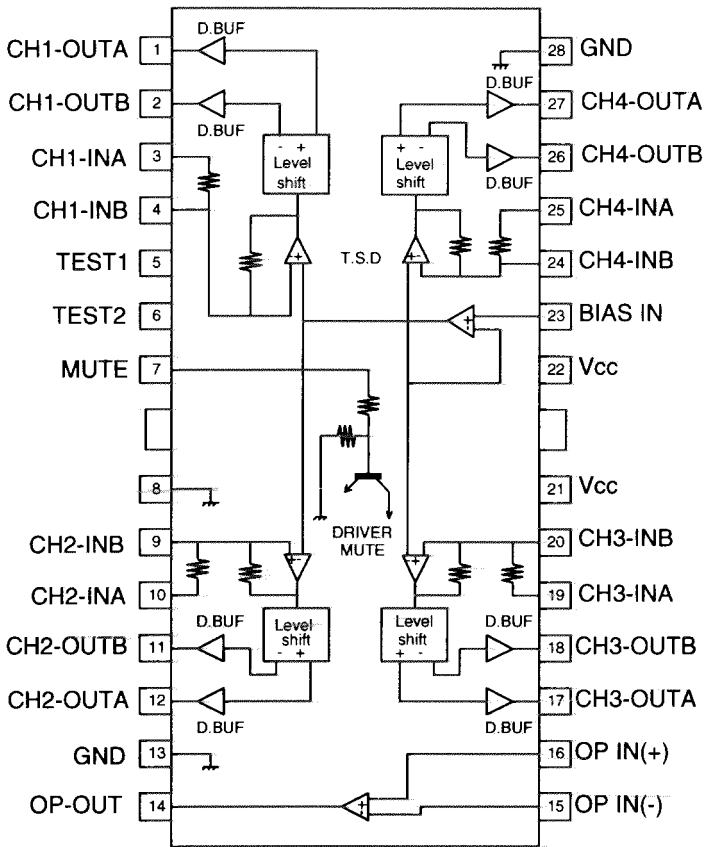 CH1-OUTA 1 D.BUF 28 GND
CH1-OUTB 2 D.BUF D.BUF 27 CH4-OUTA
CH1-INA 3 - + Level shift + - Level shift D.BUF 26 CH4-OUTB
CH1-INB 4 25 CH4-INA
TEST1 5 + - T.S.D + - 24 CH4-INB
TEST2 6 + - 23 BIAS IN
MUTE 7 22 Vcc
8 21 Vcc
DRIVER
MUTE
CH2-INB 9 + - + - 20 CH3-INB
CH2-INA 10 19 CH3-INA
CH2-OUTB 11 D.BUF Level shift - + Level shift + - D.BUF 18 CH3-OUTB
CH2-OUTA 12 D.BUF D.BUF 17 CH3-OUTA
GND 13 16 OP IN(+)
OP-OUT 14 + - 15 OP IN(-)